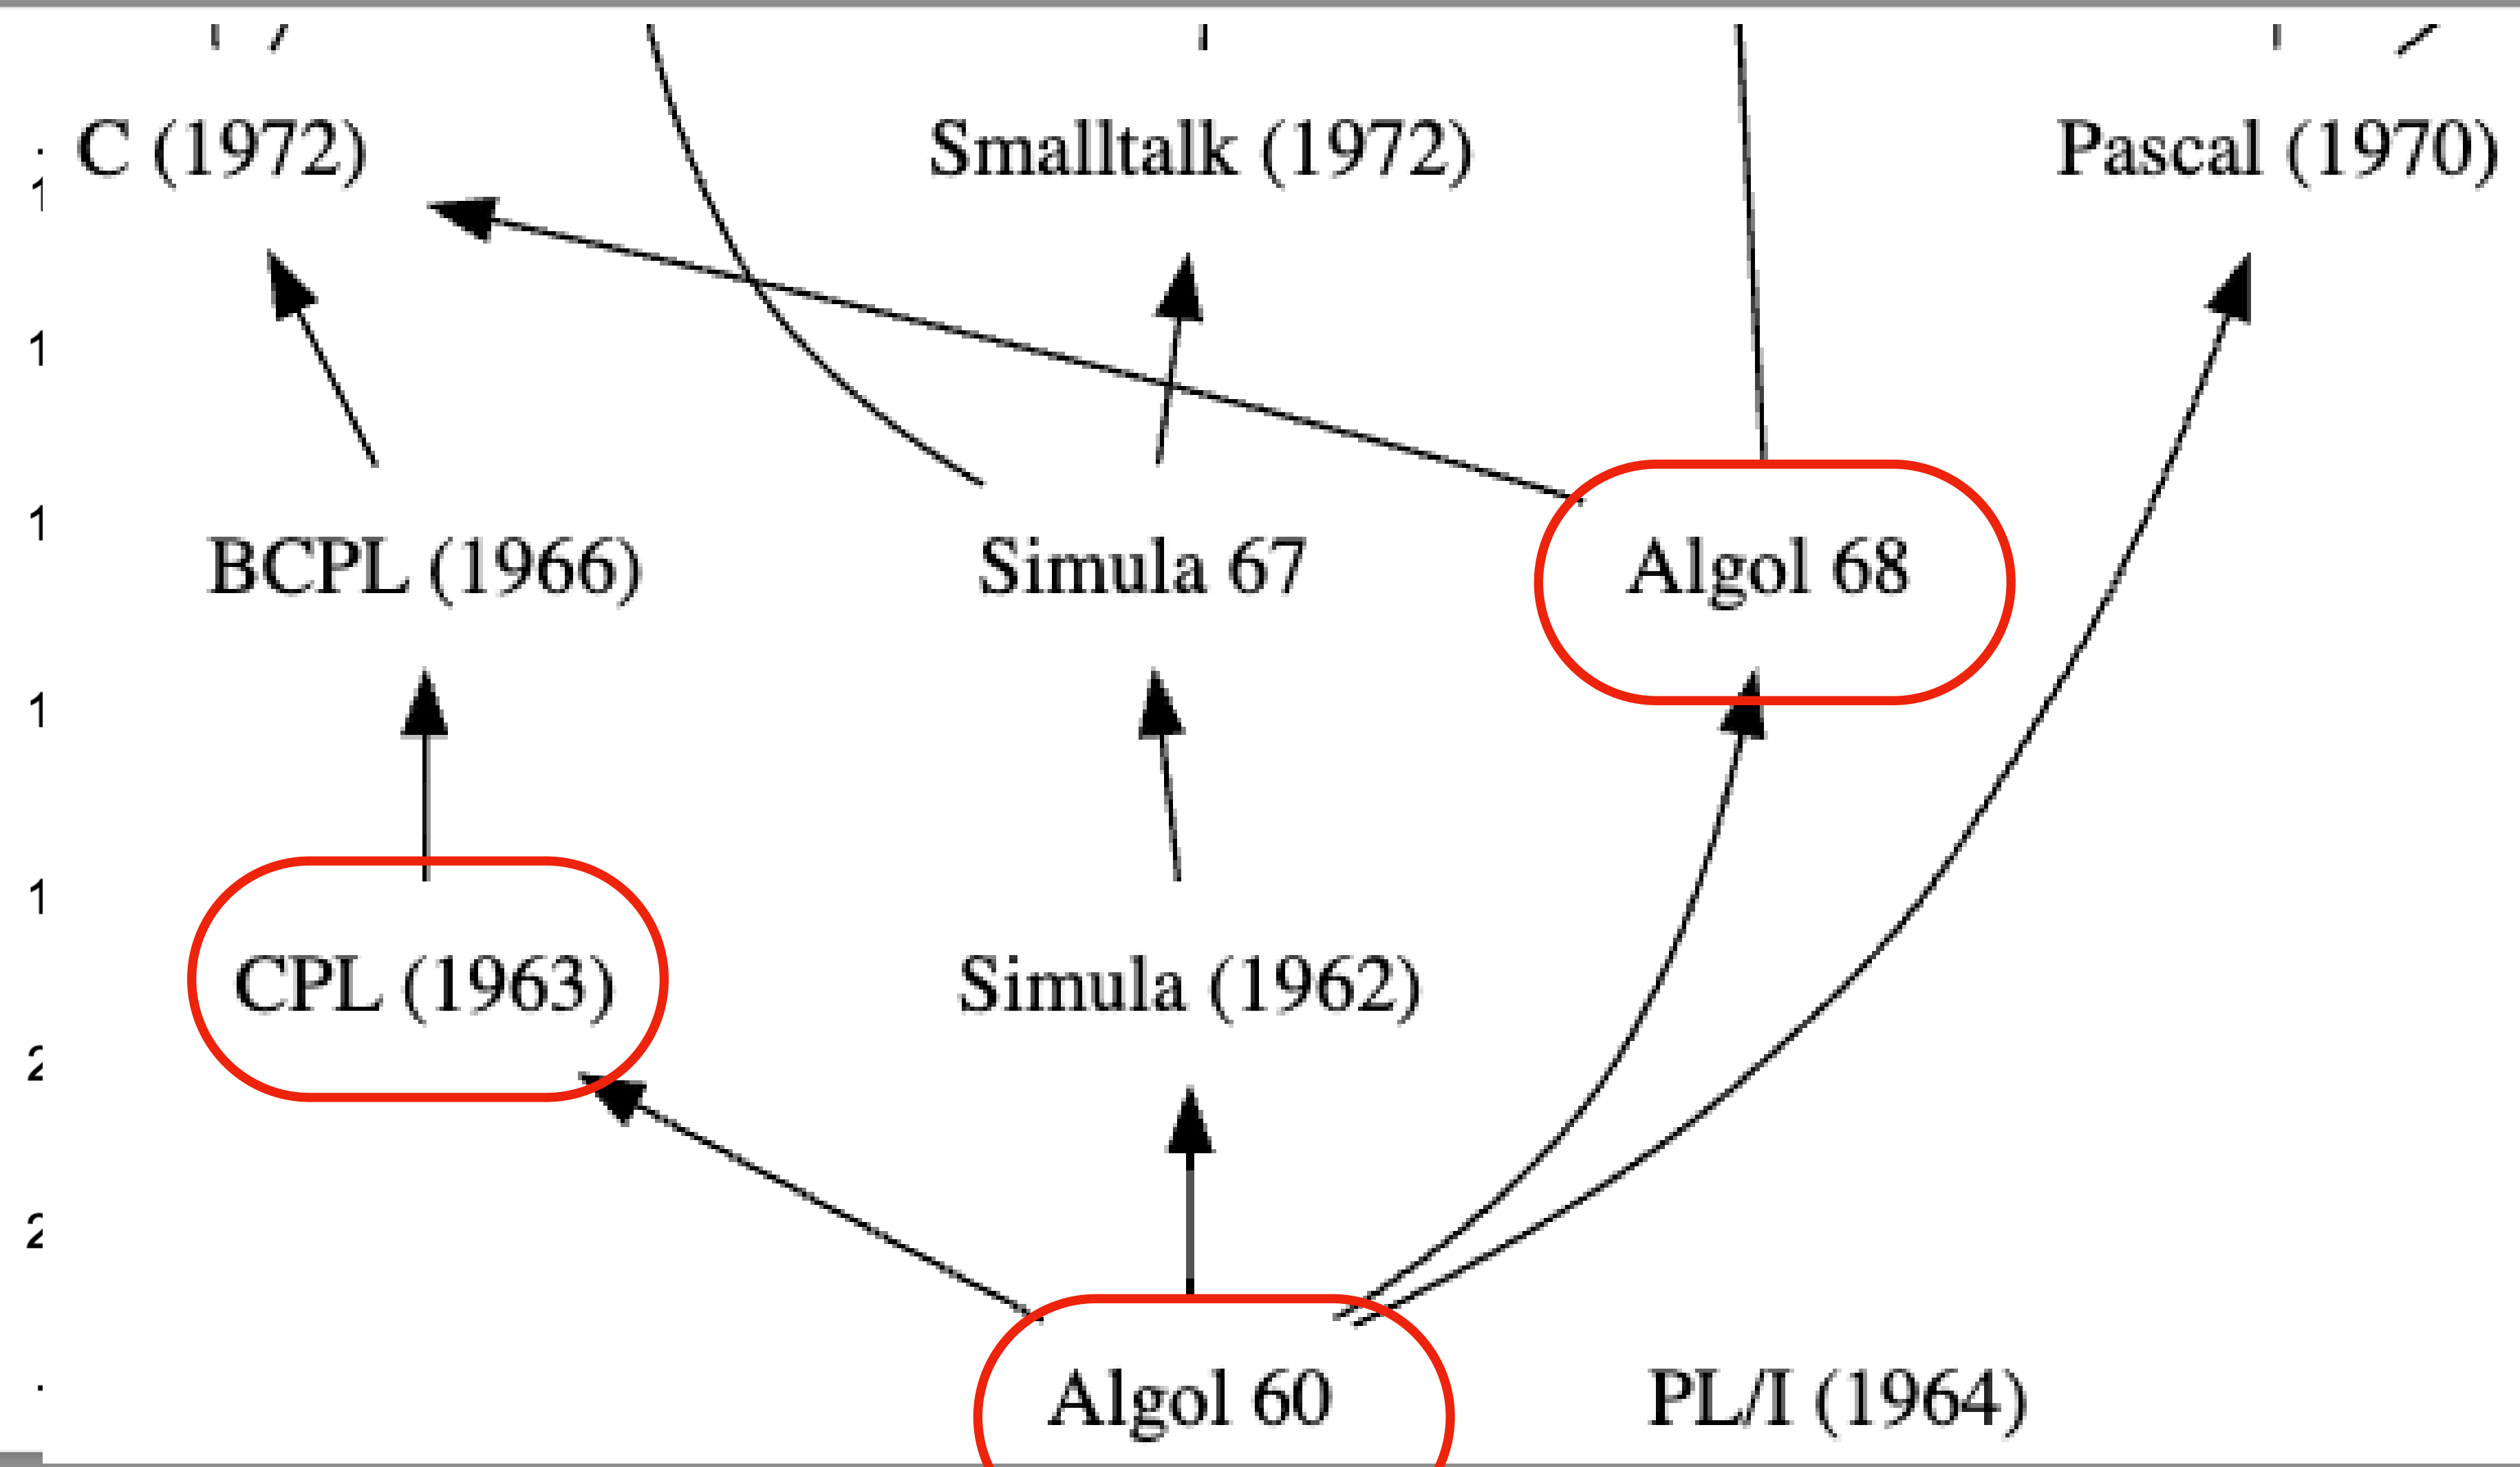 C (1972) Smalltalk (1972) Pascal (1970)
BCPL (1966) Simula 67 Algol 68
CPL (1963) Simula (1962)
Algol 60 PL/I (1964)